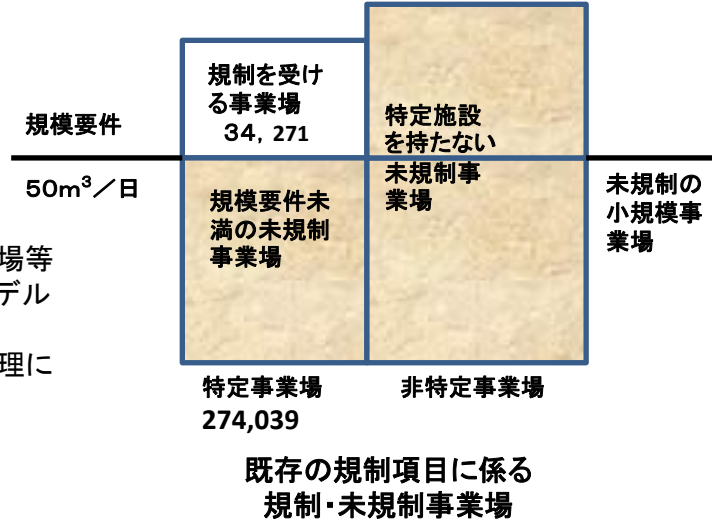 規制を受け
る事業場
34, 271
規模要件
50m³／日
特定施設
を持たない
未規制事
業場
規模要件未
満の未規制
事業場
未規制の
小規模事
業場
場等
デル
理に
特定事業場
274,039
非特定事業場
既存の規制項目に係る
規制・未規制事業場